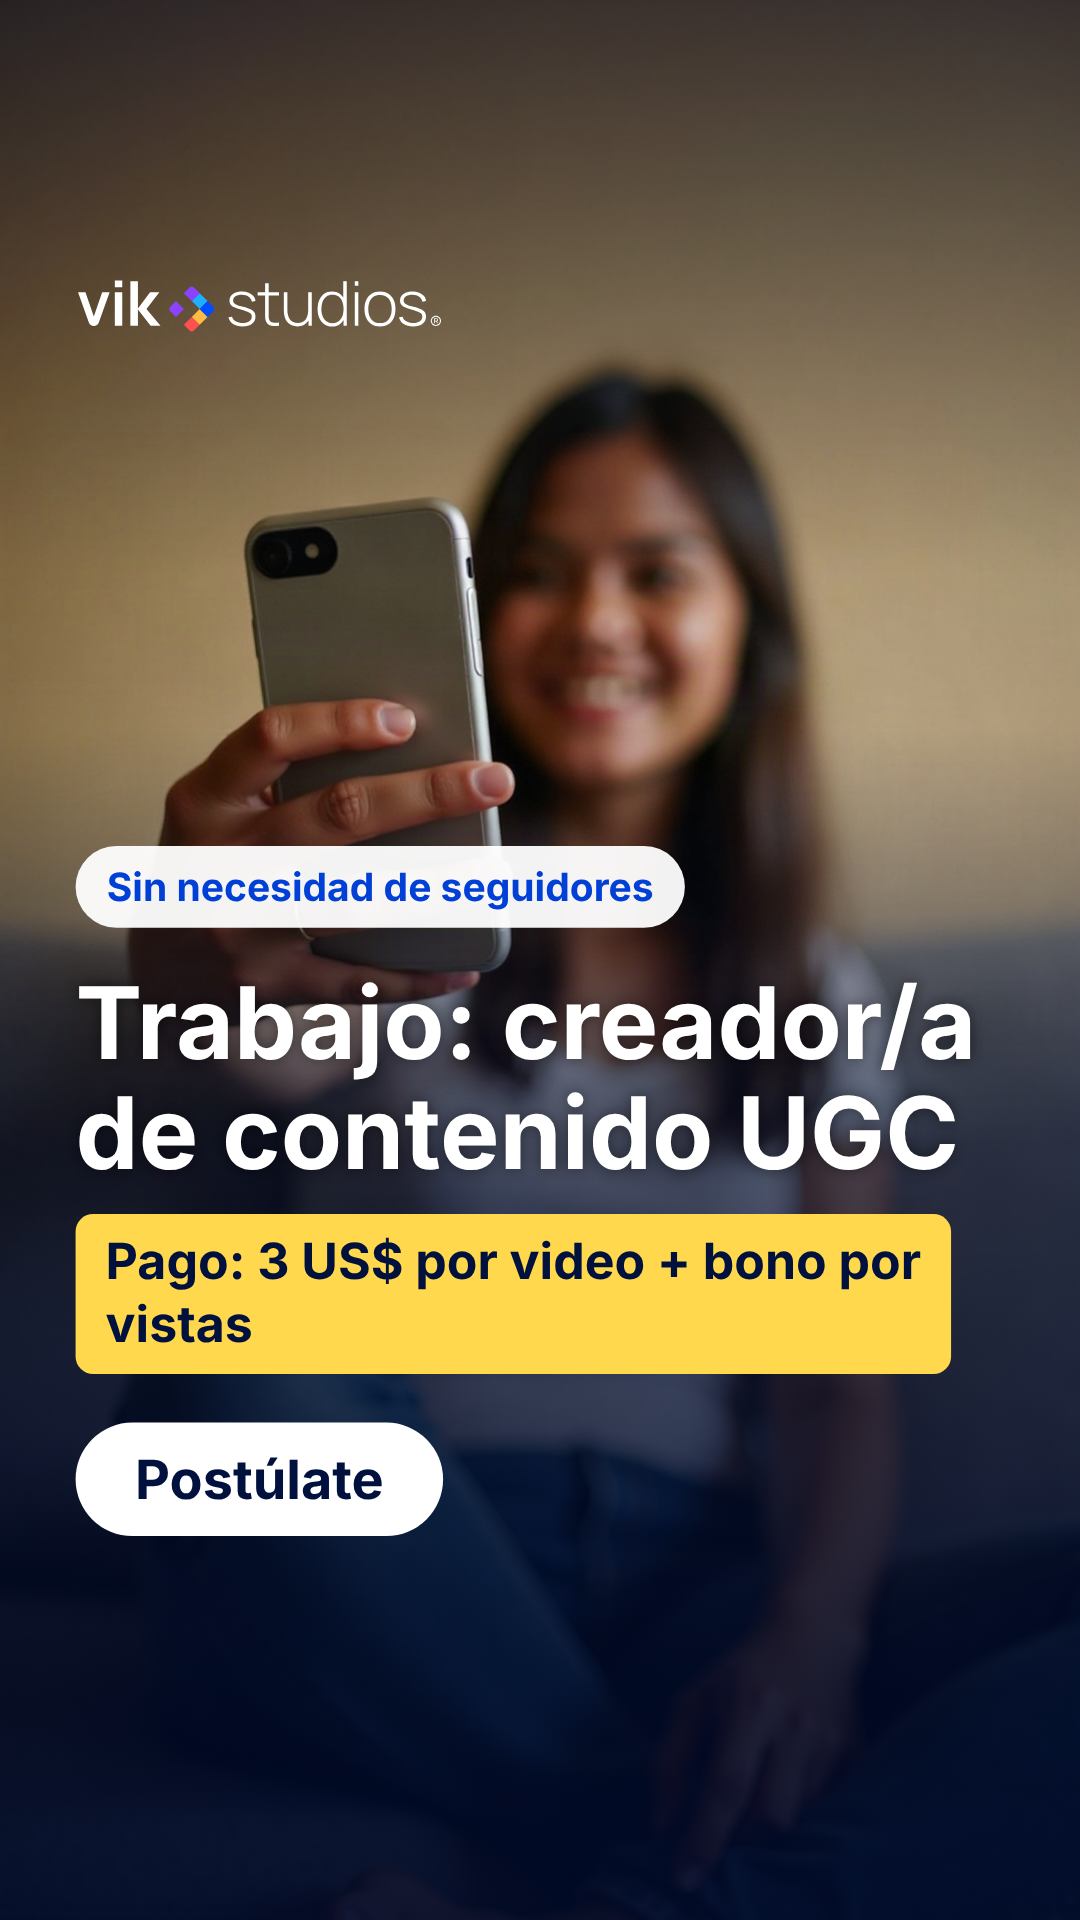 vik studios®
Sin necesidad de seguidores
Trabajo: creador/a
de contenido UGC
Pago: 3 US$ por video + bono por
vistas
Postúlate